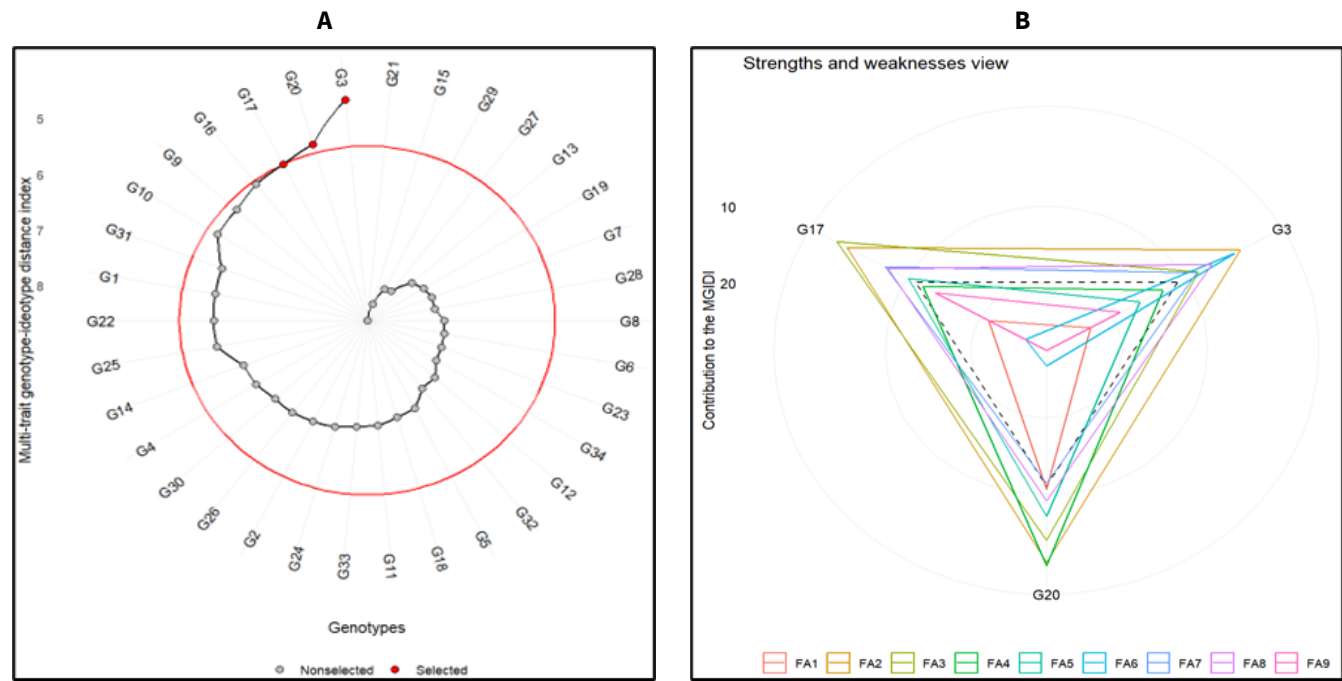 A
B
Strengths and weaknesses view
Multi-trait genotype-ideotype distance index
5
6
7
8
G3
G21
G15
G29
G27
G13
G19
G7
G28
G8
G6
G23
G34
G12
G32
G5
G18
G11
G33
G24
G2
G26
G30
G4
G14
G25
G22
G1
G31
G10
G9
G16
G17
G20
Genotypes
Nonselected Selected
Contribution to the MGIDI
10
20
G17
G3
G20
FA1 FA2 FA3 FA4 FA5 FA6 FA7 FA8 FA9